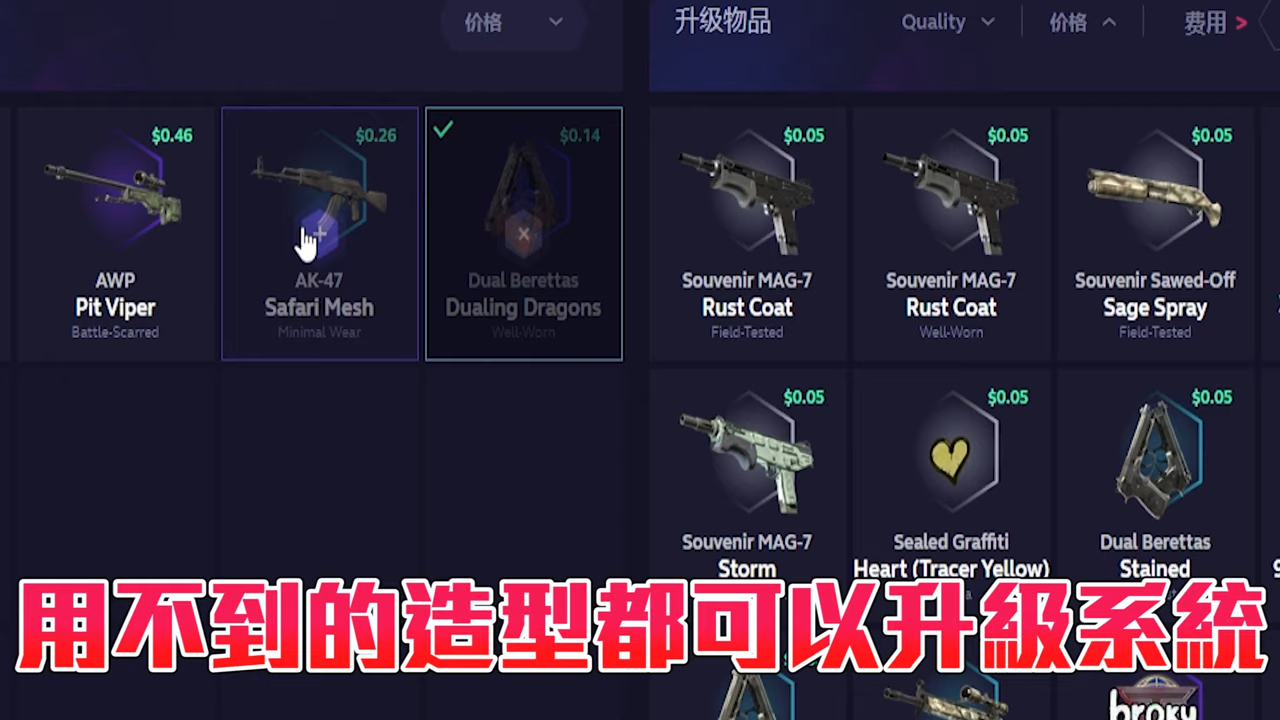 价格
升级物品
Quality
价格
费用 >
$0.46
AWP
Pit Viper
Battle-Scarred
$0.26
AK-47
Safari Mesh
Minimal Wear
$0.14
Dual Berettas
Dualing Dragons
Well-Worn
$0.05
Souvenir MAG-7
Rust Coat
Field-Tested
$0.05
Souvenir MAG-7
Rust Coat
Well-Worn
$0.05
Souvenir Sawed-Off
Sage Spray
Field-Tested
$0.05
Souvenir MAG-7
Storm
$0.05
Sealed Graffiti
Heart (Tracer Yellow)
$0.05
Dual Berettas
Stained
用不到的造型都可以升級系統
broky